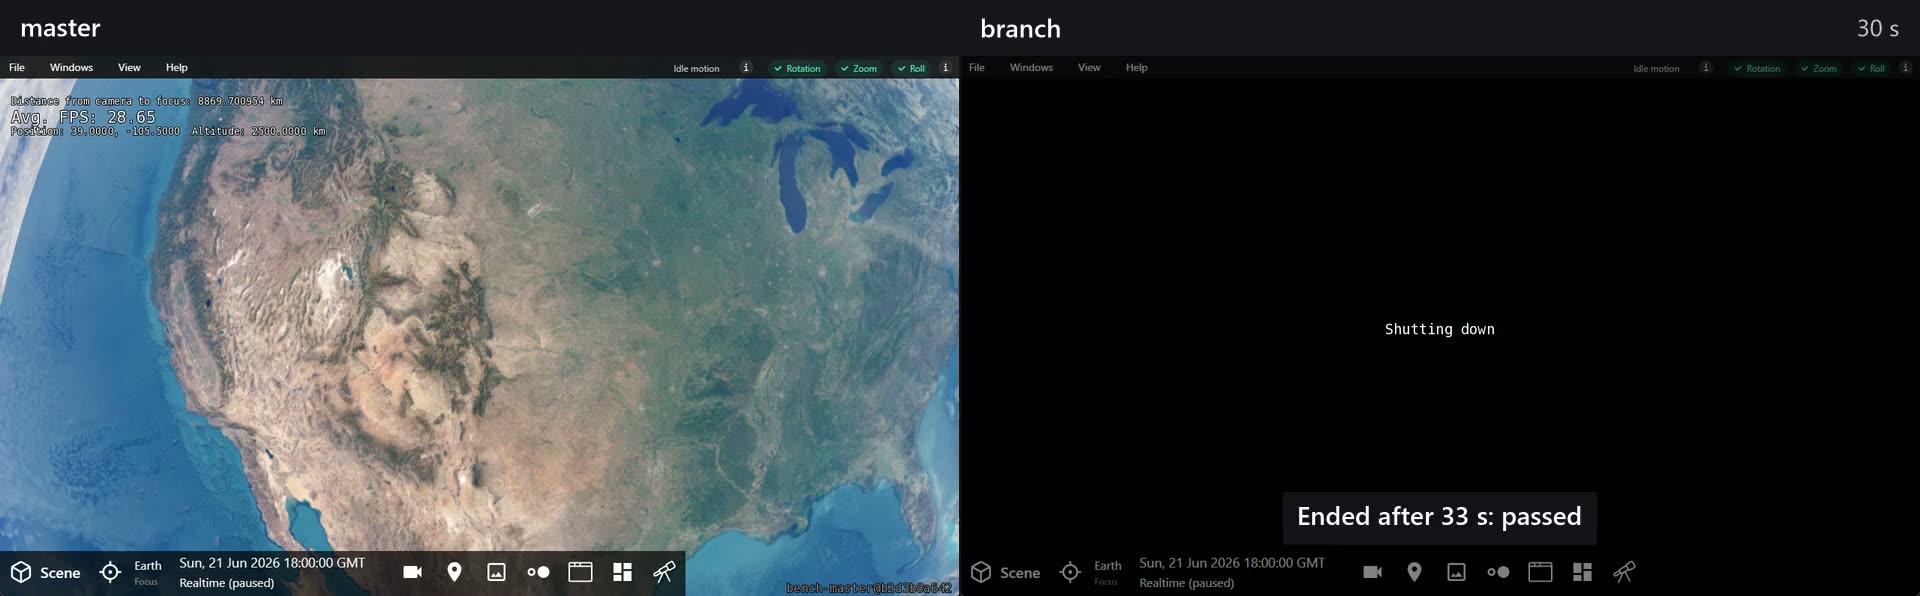 master
File Windows View Help
Idle motion i Rotation Zoom Roll i
Distance from camera to focus: 8869.700954 km
Avg. FPS: 28.65
Position: 39.0000, -105.5000 Altitude: 2500.0000 km
Scene
Earth
Focus
Sun, 21 Jun 2026 18:00:00 GMT
Realtime (paused)
bench-master@b2d3b8a642
branch
30 s
File Windows View Help
Idle motion i Rotation Zoom Roll i
Shutting down
Ended after 33 s: passed
Scene
Earth
Focus
Sun, 21 Jun 2026 18:00:00 GMT
Realtime (paused)